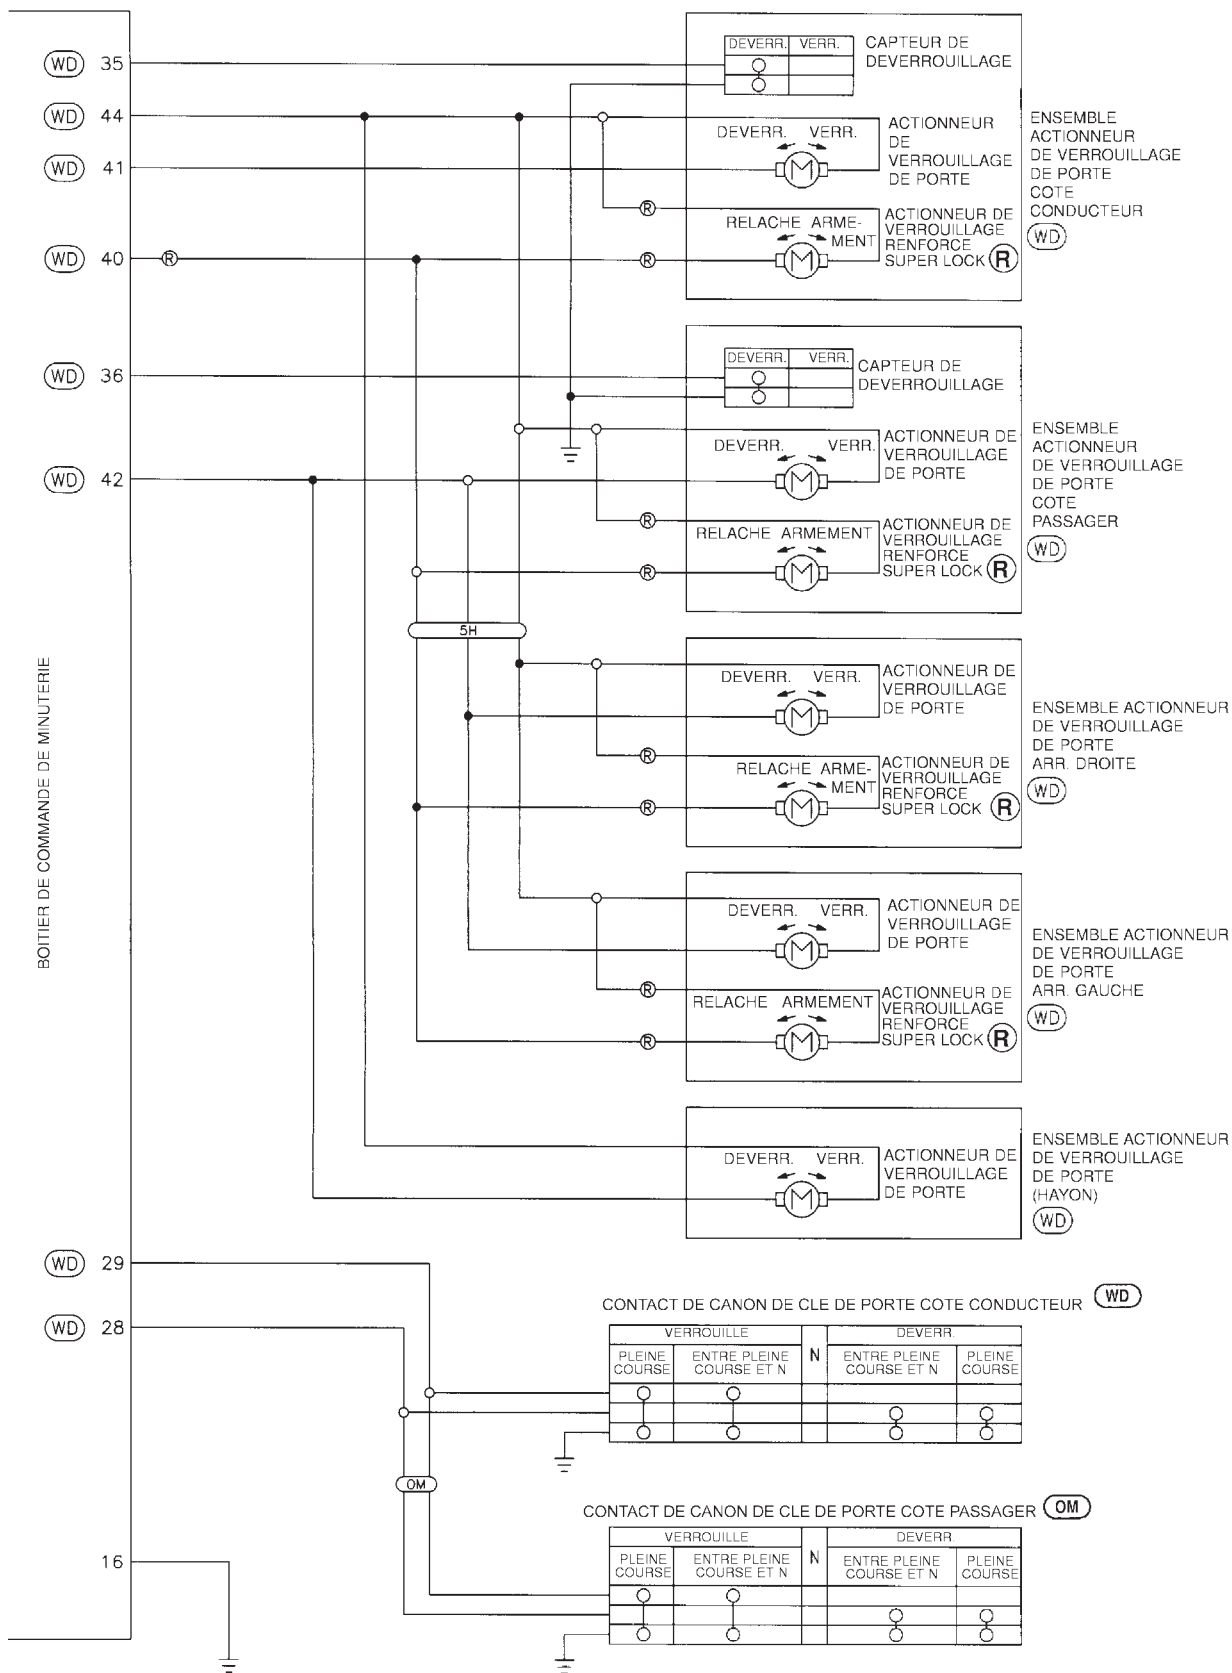 BOITIER DE COMMANDE DE MINUTERIE
WD 35
WD 44
WD 41
WD 40 R
WD 36
WD 42
WD 29
WD 28
16
DEVERR. VERR.
CAPTEUR DE
DEVERROUILLAGE
DEVERR. VERR.
M
ACTIONNEUR
DE
VERROUILLAGE
DE PORTE
R
R
RELACHE ARME-
MENT
M
ACTIONNEUR DE
VERROUILLAGE
RENFORCE
SUPER LOCK R
ENSEMBLE
ACTIONNEUR
DE VERROUILLAGE
DE PORTE
COTE
CONDUCTEUR
WD
DEVERR. VERR.
CAPTEUR DE
DEVERROUILLAGE
DEVERR. VERR.
M
ACTIONNEUR DE
VERROUILLAGE
DE PORTE
R
R
RELACHE ARMEMENT
M
ACTIONNEUR DE
VERROUILLAGE
RENFORCE
SUPER LOCK R
ENSEMBLE
ACTIONNEUR
DE VERROUILLAGE
DE PORTE
COTE
PASSAGER
WD
5H
DEVERR. VERR.
M
ACTIONNEUR DE
VERROUILLAGE
DE PORTE
R
R
RELACHE ARME-
MENT
M
ACTIONNEUR DE
VERROUILLAGE
RENFORCE
SUPER LOCK R
ENSEMBLE ACTIONNEUR
DE VERROUILLAGE
DE PORTE
ARR. DROITE
WD
DEVERR. VERR.
M
ACTIONNEUR DE
VERROUILLAGE
DE PORTE
R
R
RELACHE ARMEMENT
M
ACTIONNEUR DE
VERROUILLAGE
RENFORCE
SUPER LOCK R
ENSEMBLE ACTIONNEUR
DE VERROUILLAGE
DE PORTE
ARR. GAUCHE
WD
DEVERR. VERR.
M
ACTIONNEUR DE
VERROUILLAGE
DE PORTE
ENSEMBLE ACTIONNEUR
DE VERROUILLAGE
DE PORTE
(HAYON)
WD
CONTACT DE CANON DE CLE DE PORTE COTE CONDUCTEUR WD
VERROUILLE N DEVERR.
PLEINE COURSE ENTRE PLEINE COURSE ET N ENTRE PLEINE COURSE ET N PLEINE COURSE
OM
CONTACT DE CANON DE CLE DE PORTE COTE PASSAGER OM
VERROUILLE N DEVERR.
PLEINE COURSE ENTRE PLEINE COURSE ET N ENTRE PLEINE COURSE ET N PLEINE COURSE